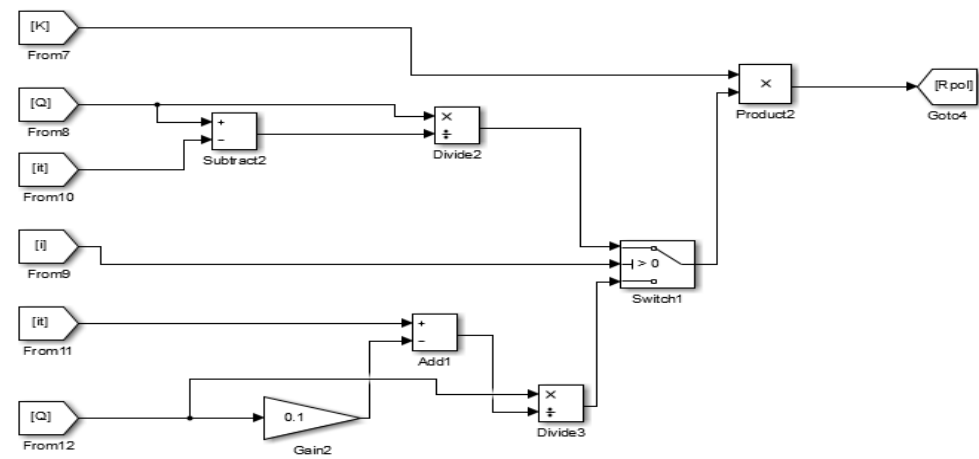 [K]
From7
[Q]
From8
+
−
Subtract2
×
÷
Divide2
[it]
From10
×
Product2
[Rpol]
Goto4
[i]
From9
> 0
Switch1
[it]
From11
+
−
Add1
[Q]
From12
0.1
Gain2
×
÷
Divide3